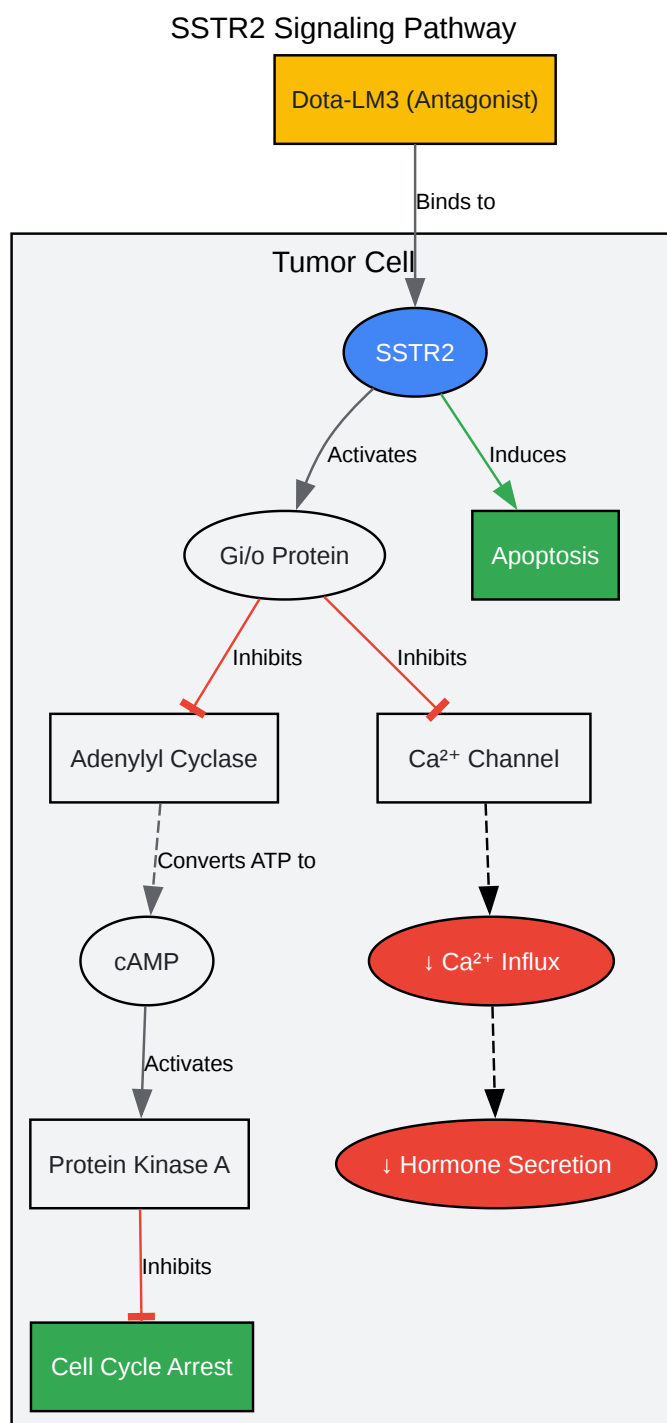 SSTR2 Signaling Pathway
Dota-LM3 (Antagonist)
Binds to
Tumor Cell
SSTR2
Activates
Induces
Gi/o Protein
Apoptosis
Inhibits
Inhibits
Adenylyl Cyclase
Ca²⁺ Channel
Converts ATP to
cAMP
↓ Ca²⁺ Influx
Activates
Protein Kinase A
↓ Hormone Secretion
Inhibits
Cell Cycle Arrest